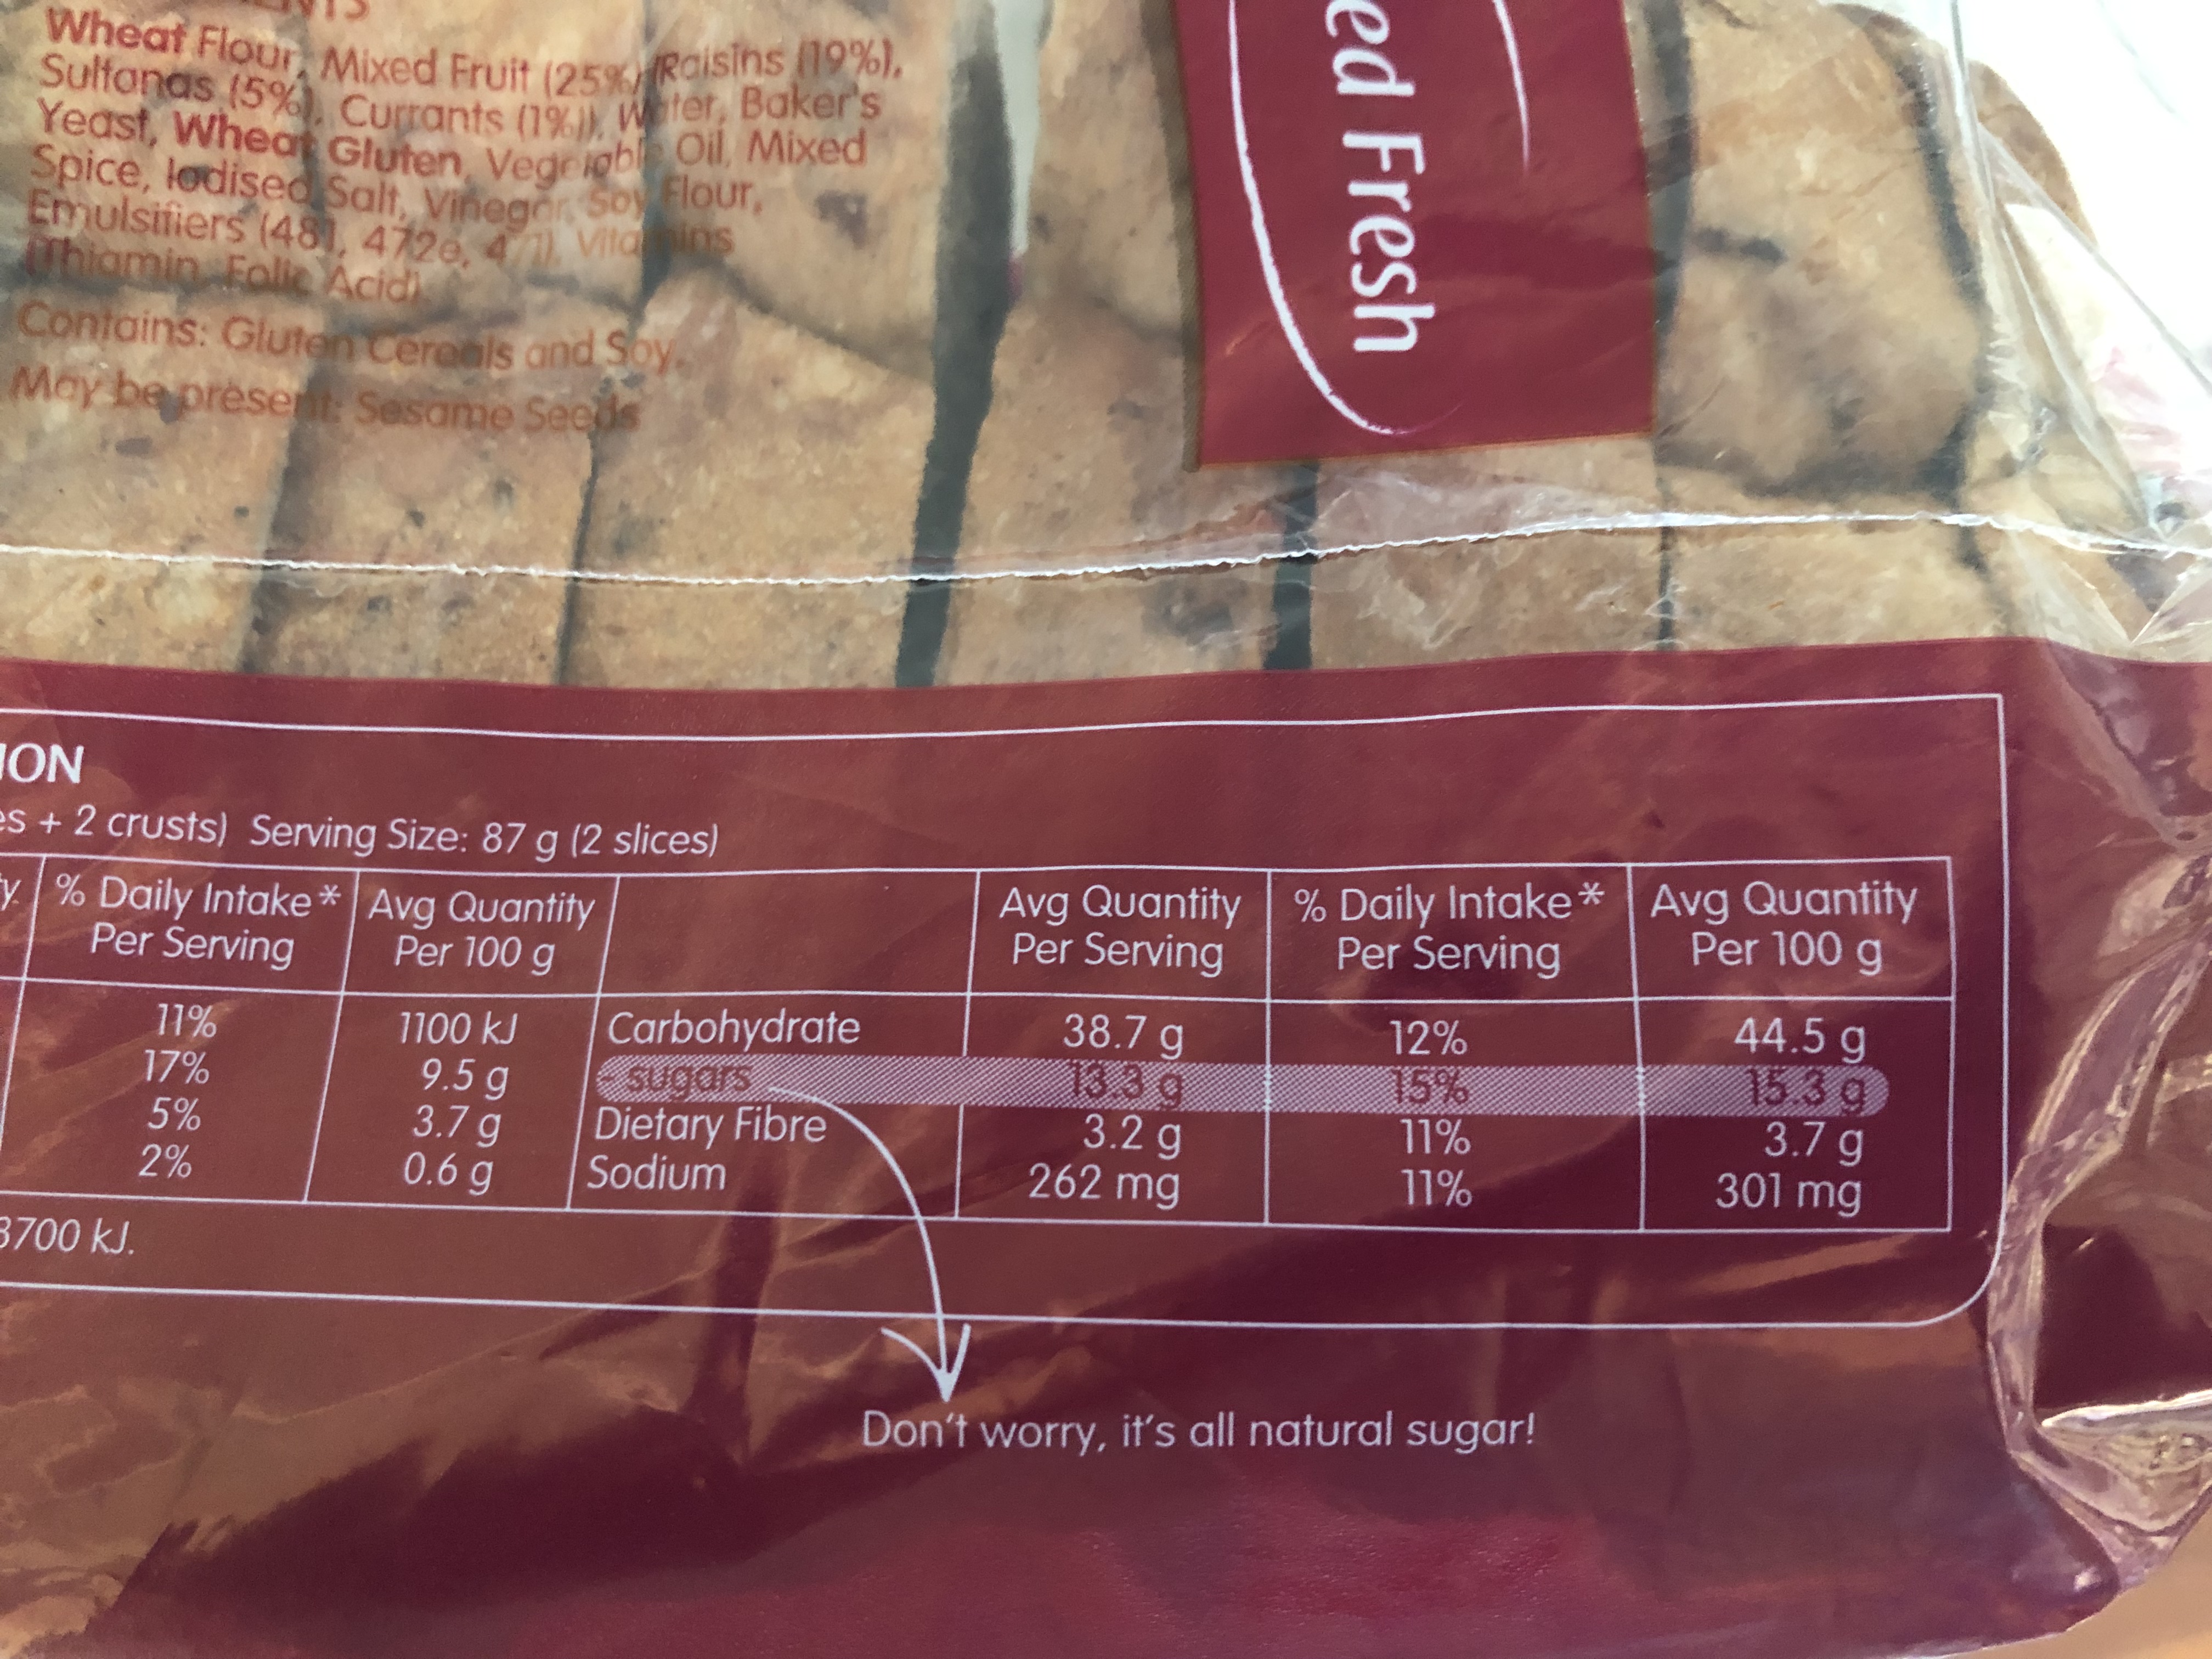 Wheat Flour, Mixed Fruit (25%) (Raisins (19%),
Sultanas (5%), Currants (1%)), Water, Baker's
Yeast, Wheat Gluten, Vegetable Oil, Mixed
Spice, Iodised Salt, Vinegar, Soy Flour,
Emulsifiers (481, 472e, 471), Vitamins
(Thiamin, Folic Acid)
Contains: Gluten Cereals and Soy.
May be present: Sesame Seeds
ed Fresh
ION
es + 2 crusts) Serving Size: 87 g (2 slices)
y. % Daily Intake* Avg Quantity Avg Quantity % Daily Intake* Avg Quantity
Per Serving Per 100 g Per Serving Per Serving Per 100 g
11% 1100 kJ Carbohydrate 38.7 g 12% 44.5 g
17% 9.5 g - sugars 13.3 g 15% 15.3 g
5% 3.7 g Dietary Fibre 3.2 g 11% 3.7 g
2% 0.6 g Sodium 262 mg 11% 301 mg
8700 kJ.
Don't worry, it's all natural sugar!